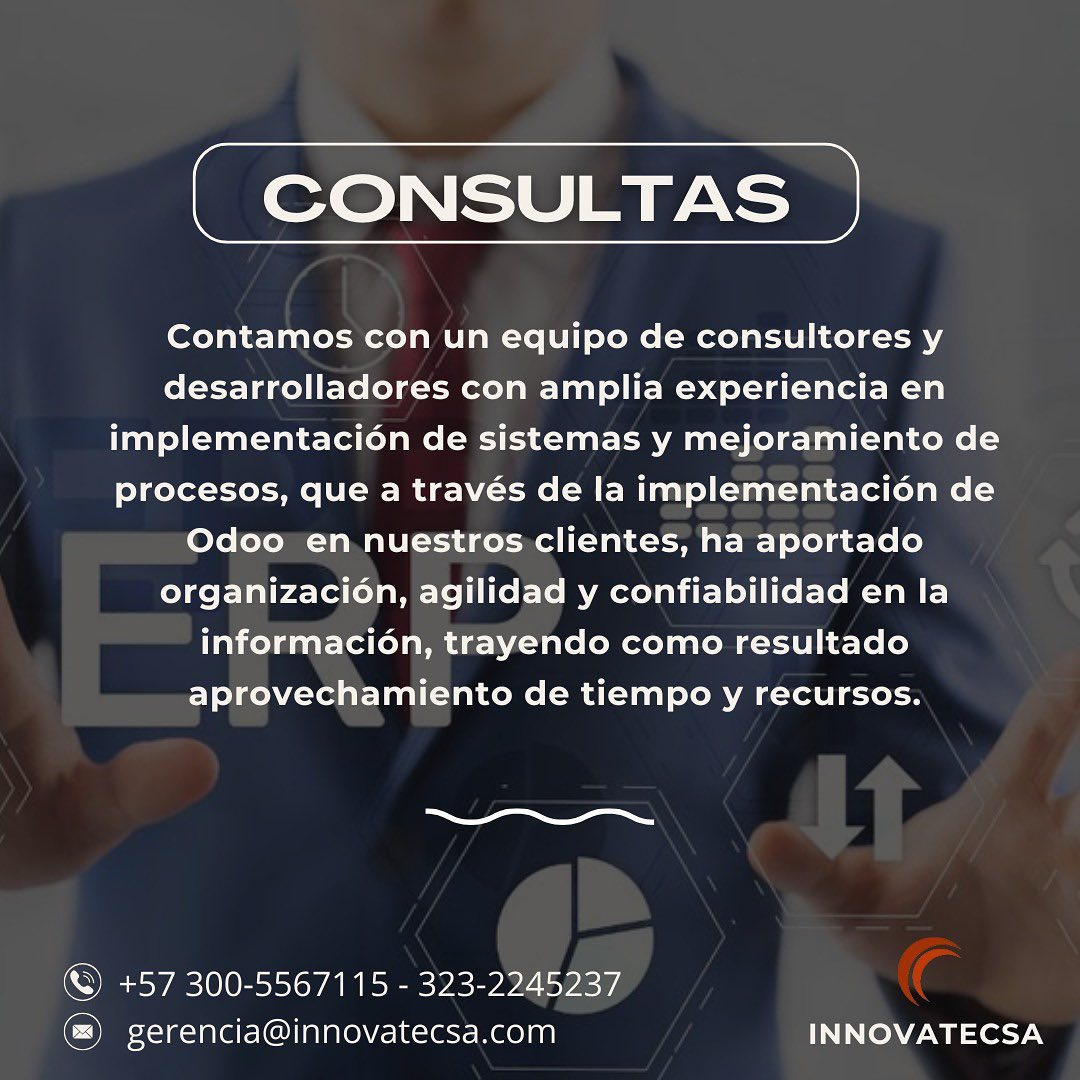 CONSULTAS
Contamos con un equipo de consultores y
desarrolladores con amplia experiencia en
implementación de sistemas y mejoramiento de
procesos, que a través de la implementación de
Odoo  en nuestros clientes, ha aportado
organización, agilidad y confiabilidad en la
información, trayendo como resultado
aprovechamiento de tiempo y recursos.
ERP
+57 300-5567115 - 323-2245237
gerencia@innovatecsa.com
INNOVATECSA